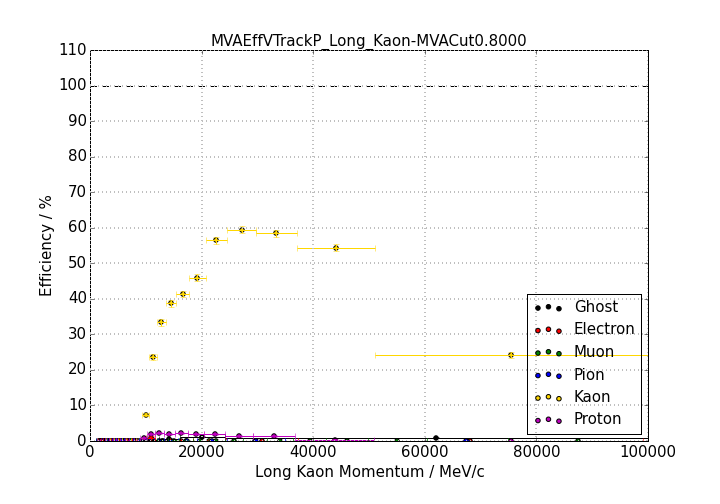 MVAEffVTrackP_Long_Kaon-MVACut0.8000
110
100
90
80
70
60
50
40
30
20
10
0
Efficiency / %
Ghost
Electron
Muon
Pion
Kaon
Proton
0 20000 40000 60000 80000 100000
Long Kaon Momentum / MeV/c